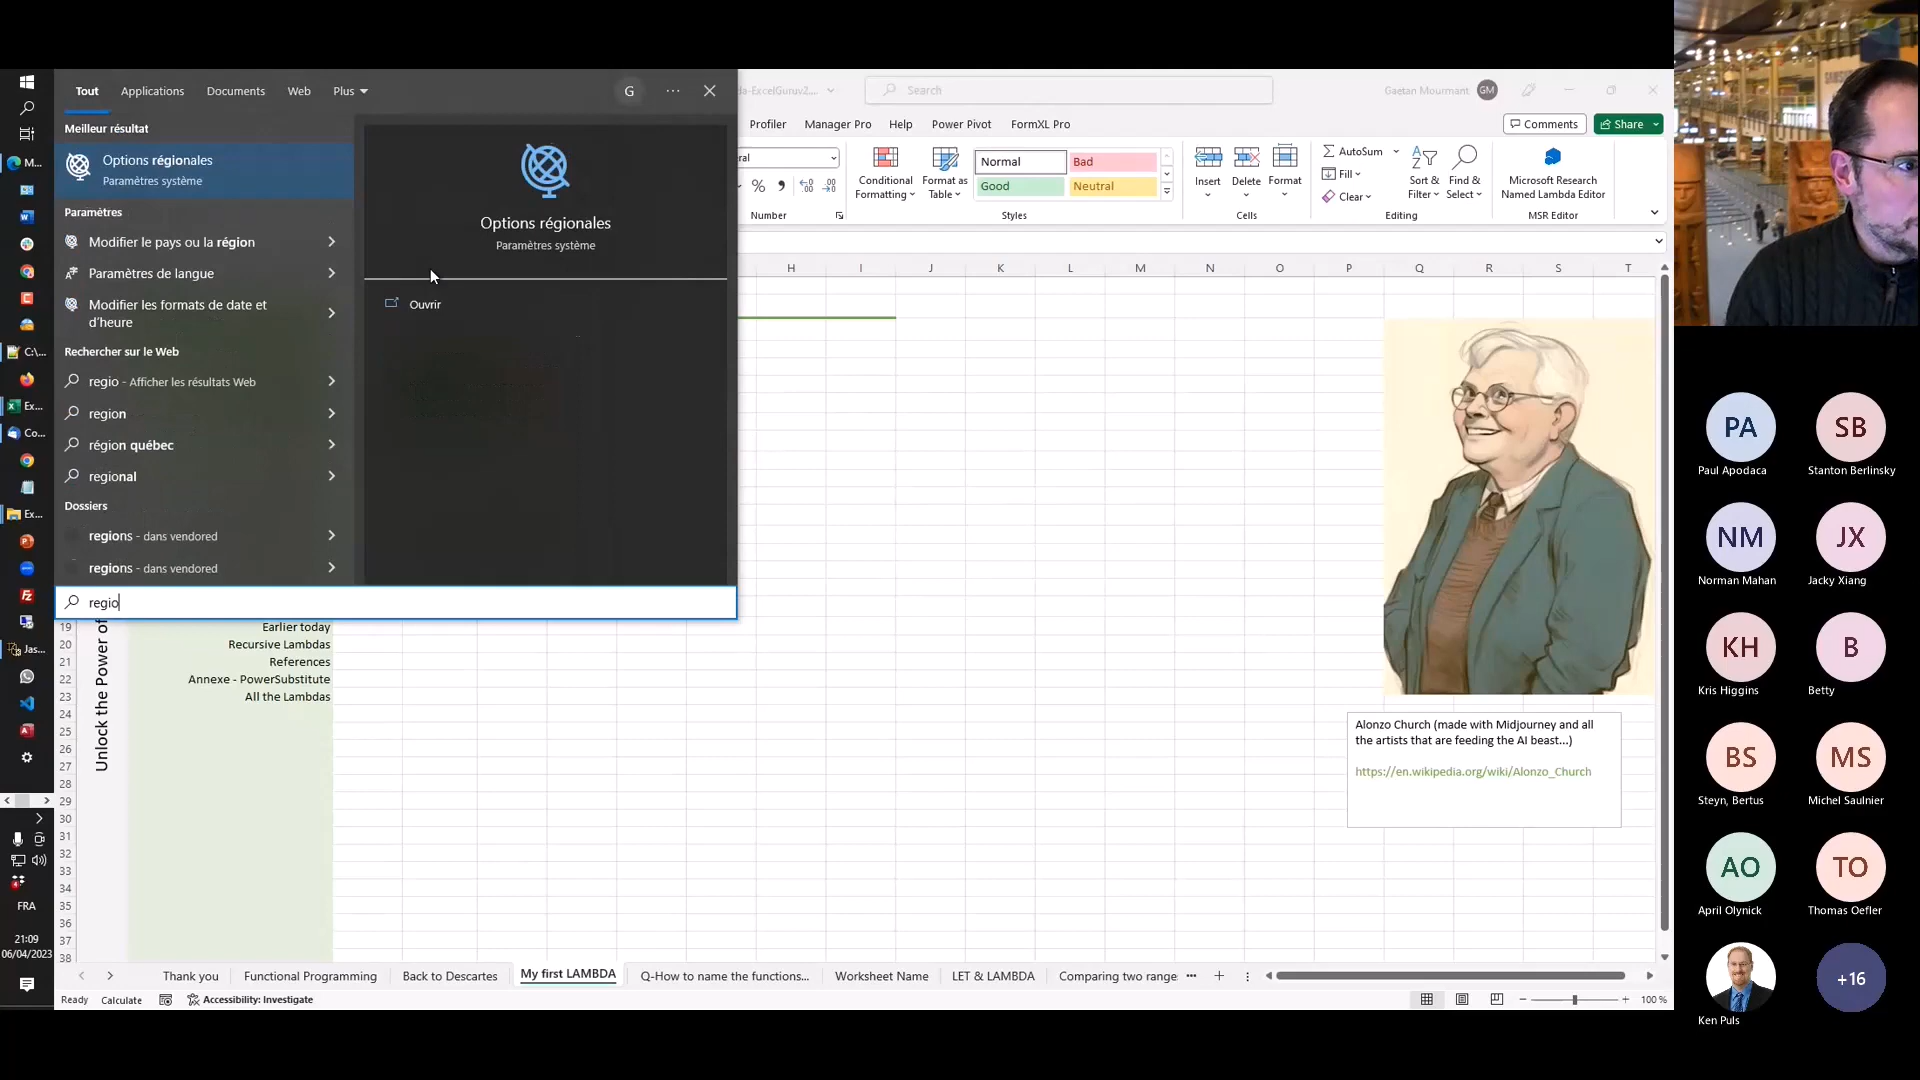 Tout
Applications
Documents
Web
Plus
G
Meilleur résultat
Options régionales
Paramètres système
Paramètres
Modifier le pays ou la région
Paramètres de langue
Modifier les formats de date et
d'heure
Rechercher sur le Web
regio - Afficher les résultats Web
region
région québec
regional
Dossiers
regions - dans vendored
regions - dans vendored
regio
Options régionales
Paramètres système
Ouvrir
da-ExcelGuruv2....
Search
Gaetan Mourmant
GM
Profiler
Manager Pro
Help
Power Pivot
FormXL Pro
Comments
Share
ral
%
Number
Conditional
Formatting
Format as
Table
Normal
Bad
Good
Neutral
Styles
Insert
Delete
Format
Cells
AutoSum
Fill
Clear
Sort &
Filter
Find &
Select
Editing
Microsoft Research
Named Lambda Editor
MSR Editor
H I J K L M N O P Q R S T
M...
C:\...
Ex...
Co...
Ex...
Jas...
FRA
21:09
06/04/2023
Unlock the Power of
19 Earlier today
20 Recursive Lambdas
21 References
22 Annexe - PowerSubstitute
23 All the Lambdas
24
25
26
27
28
29
30
31
32
33
34
35
36
37
38
Alonzo Church (made with Midjourney and all
the artists that are feeding the AI beast...)
https://en.wikipedia.org/wiki/Alonzo_Church
Thank you
Functional Programming
Back to Descartes
My first LAMBDA
Q-How to name the functions...
Worksheet Name
LET & LAMBDA
Comparing two range
Ready
Calculate
Accessibility: Investigate
100 %
SAMSUNG
PA
Paul Apodaca
SB
Stanton Berlinsky
NM
Norman Mahan
JX
Jacky Xiang
KH
Kris Higgins
B
Betty
BS
Steyn, Bertus
MS
Michel Saulnier
AO
April Olynick
TO
Thomas Oefler
Ken Puls
+16